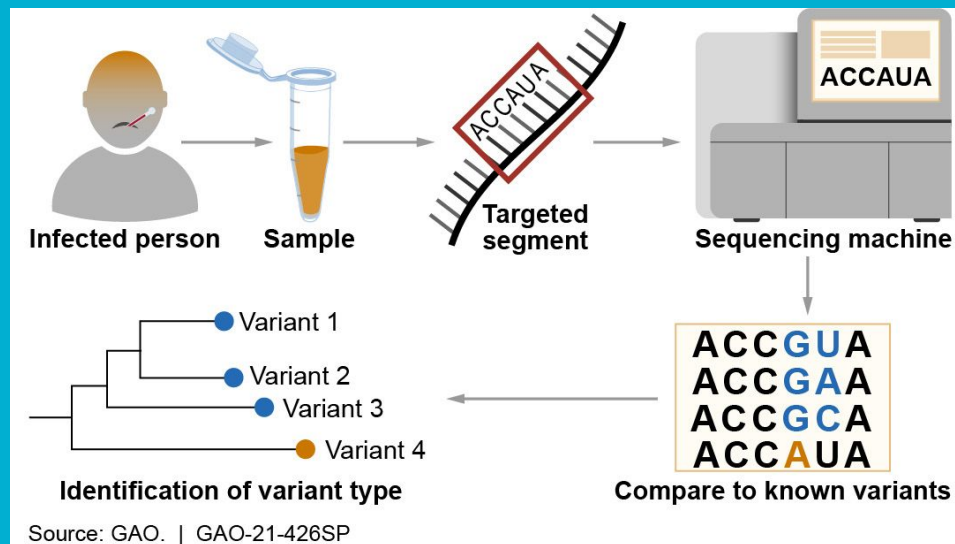 ACCAUA
ACCAUA
Infected person
Sample
Targeted
segment
Sequencing machine
ACCGUA
ACCGAA
ACCGCA
ACCAUA
Compare to known variants
Variant 1
Variant 2
Variant 3
Variant 4
Identification of variant type
Source: GAO. | GAO-21-426SP